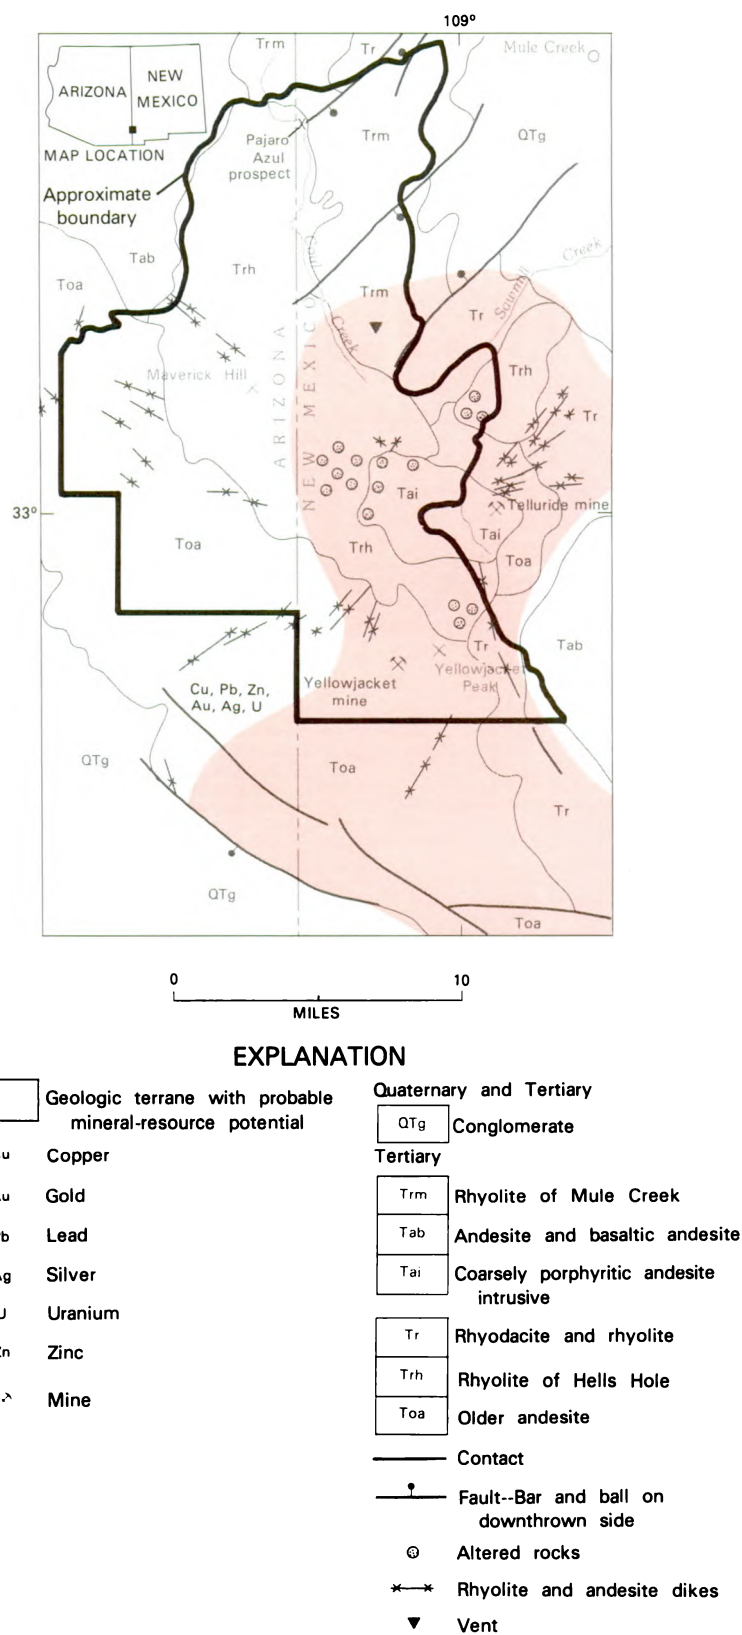 109°
Trm
Tr
Mule Creek
NEW
ARIZONA
MEXICO
MAP LOCATION
Pajaro
Azul
prospect
Trm
QTg
Approximate
boundary
Tab
Trh
Toa
Trm
Creek
Sawmill
Tr
Creek
ARIZONA
NEW MEXICO
Maverick Hill
Trh
Tr
Tai
Telluride mine
33°
Toa
Trh
Tai
Toa
Tr
Tab
Cu, Pb, Zn,
Au, Ag, U
Yellowjacket
mine
Yellowjacket
Peak
QTg
Toa
Tr
QTg
Toa
0 10
MILES
EXPLANATION
Geologic terrane with probable
mineral-resource potential
u Copper
u Gold
b Lead
g Silver
U Uranium
n Zinc
Mine
Quaternary and Tertiary
QTg Conglomerate
Tertiary
Trm Rhyolite of Mule Creek
Tab Andesite and basaltic andesite
Tai Coarsely porphyritic andesite
intrusive
Tr Rhyodacite and rhyolite
Trh Rhyolite of Hells Hole
Toa Older andesite
Contact
Fault--Bar and ball on
downthrown side
Altered rocks
Rhyolite and andesite dikes
Vent